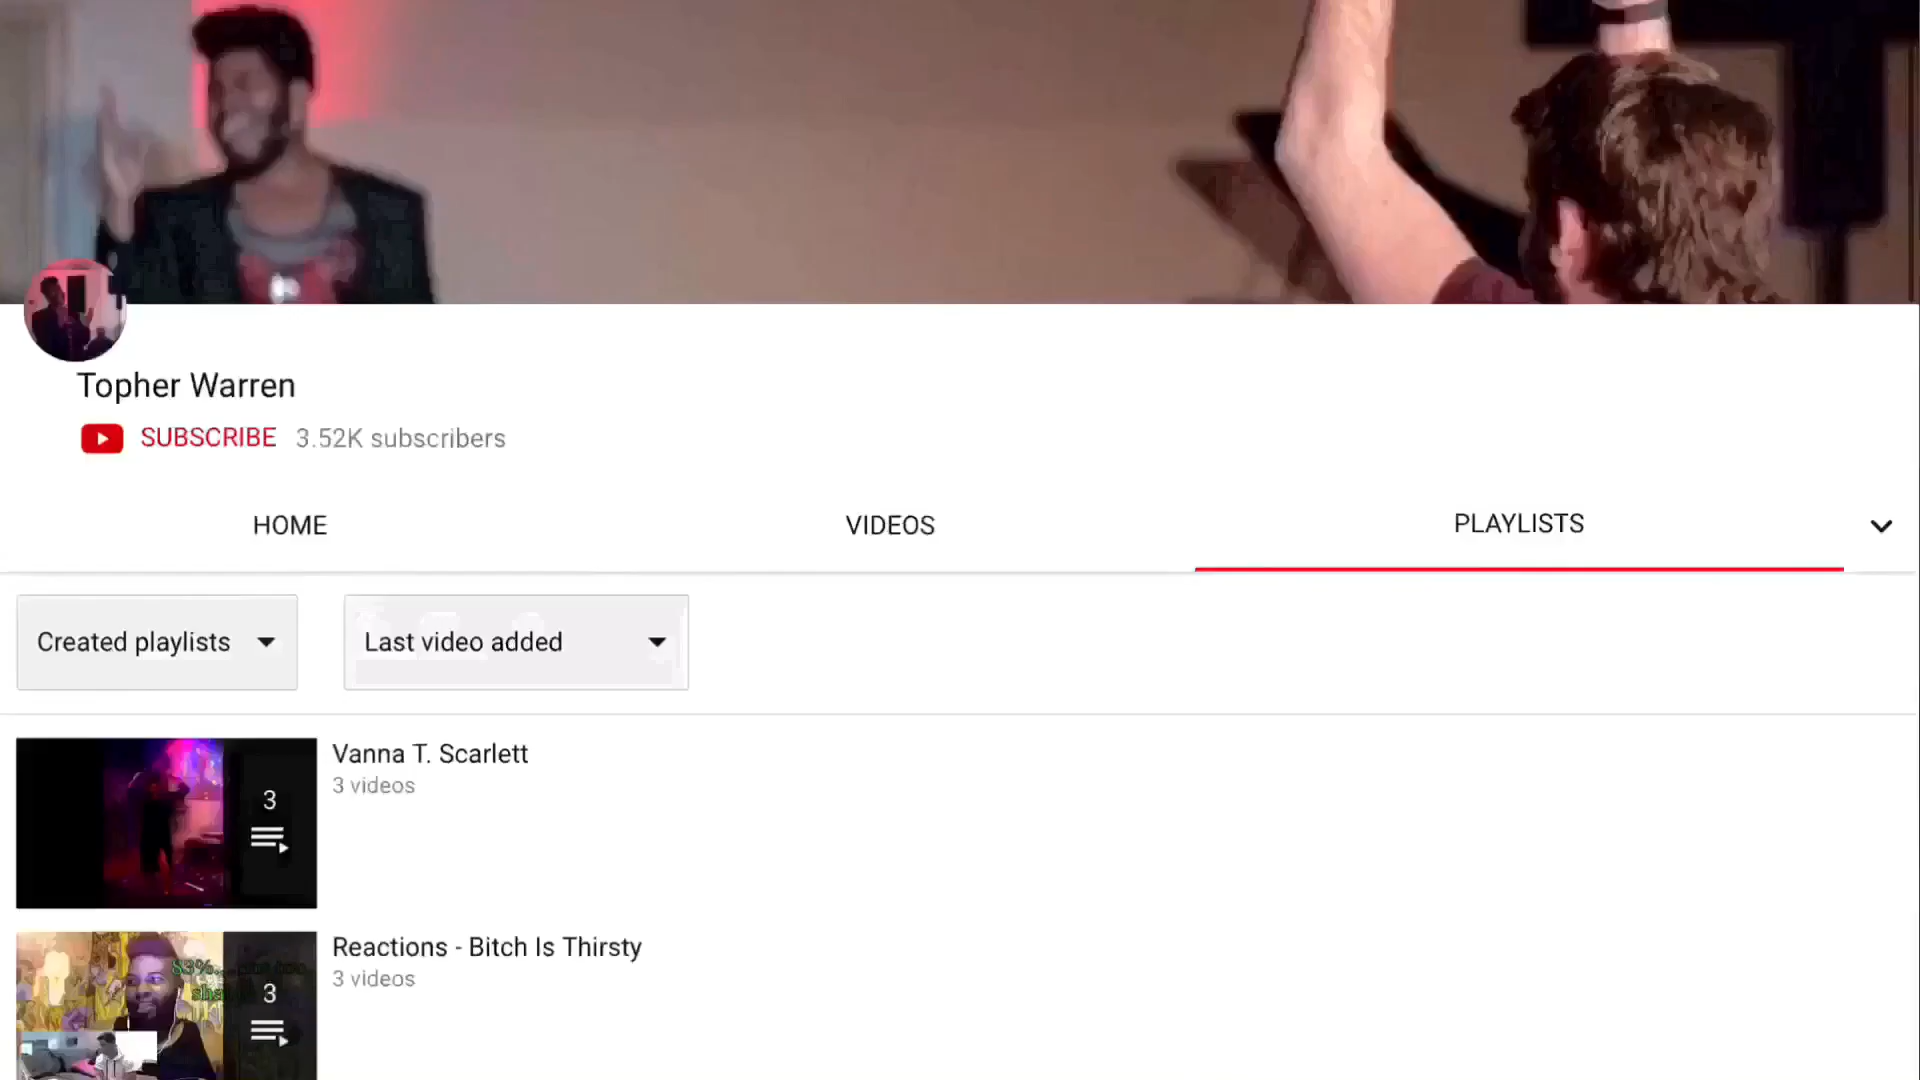 Topher Warren
SUBSCRIBE 3.52K subscribers
HOME VIDEOS PLAYLISTS
Created playlists Last video added
Vanna T. Scarlett
3 videos
3
Reactions - Bitch Is Thirsty
3 videos
83%
3